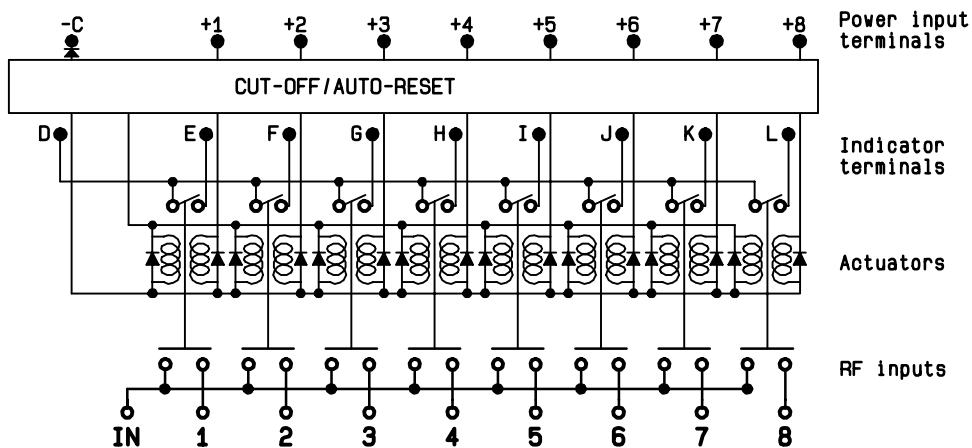 -C +1 +2 +3 +4 +5 +6 +7 +8
Power input
terminals
CUT-OFF/AUTO-RESET
D E F G H I J K L
Indicator
terminals
Actuators
RF inputs
IN 1 2 3 4 5 6 7 8